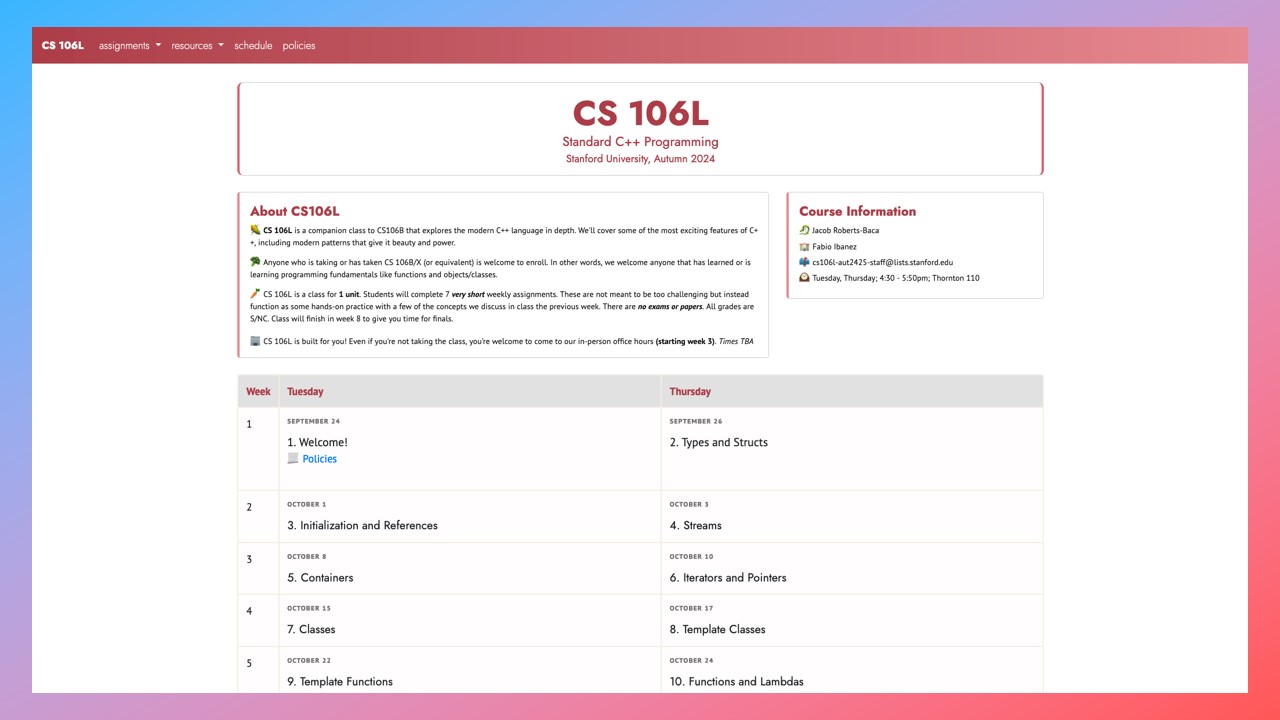 CS 106L assignments resources schedule policies
CS 106L
Standard C++ Programming
Stanford University, Autumn 2024
About CS106L
CS 106L is a companion class to CS106B that explores the modern C++ language in depth. We'll cover some of the most exciting features of C+
+, including modern patterns that give it beauty and power.
Anyone who is taking or has taken CS 106B/X (or equivalent) is welcome to enroll. In other words, we welcome anyone that has learned or is
learning programming fundamentals like functions and objects/classes.
CS 106L is a class for 1 unit. Students will complete 7 very short weekly assignments. These are not meant to be too challenging but instead
function as some hands-on practice with a few of the concepts we discuss in class the previous week. There are no exams or papers. All grades are
S/NC. Class will finish in week 8 to give you time for finals.
CS 106L is built for you! Even if you're not taking the class, you're welcome to come to our in-person office hours (starting week 3). Times TBA
Course Information
Jacob Roberts-Baca
Fabio Ibanez
cs106l-aut2425-staff@lists.stanford.edu
Tuesday, Thursday; 4:30 - 5:50pm; Thornton 110
Week Tuesday Thursday
1
SEPTEMBER 24
1. Welcome!
Policies
SEPTEMBER 26
2. Types and Structs
2
OCTOBER 1
3. Initialization and References
OCTOBER 3
4. Streams
3
OCTOBER 8
5. Containers
OCTOBER 10
6. Iterators and Pointers
4
OCTOBER 15
7. Classes
OCTOBER 17
8. Template Classes
5
OCTOBER 22
9. Template Functions
OCTOBER 24
10. Functions and Lambdas